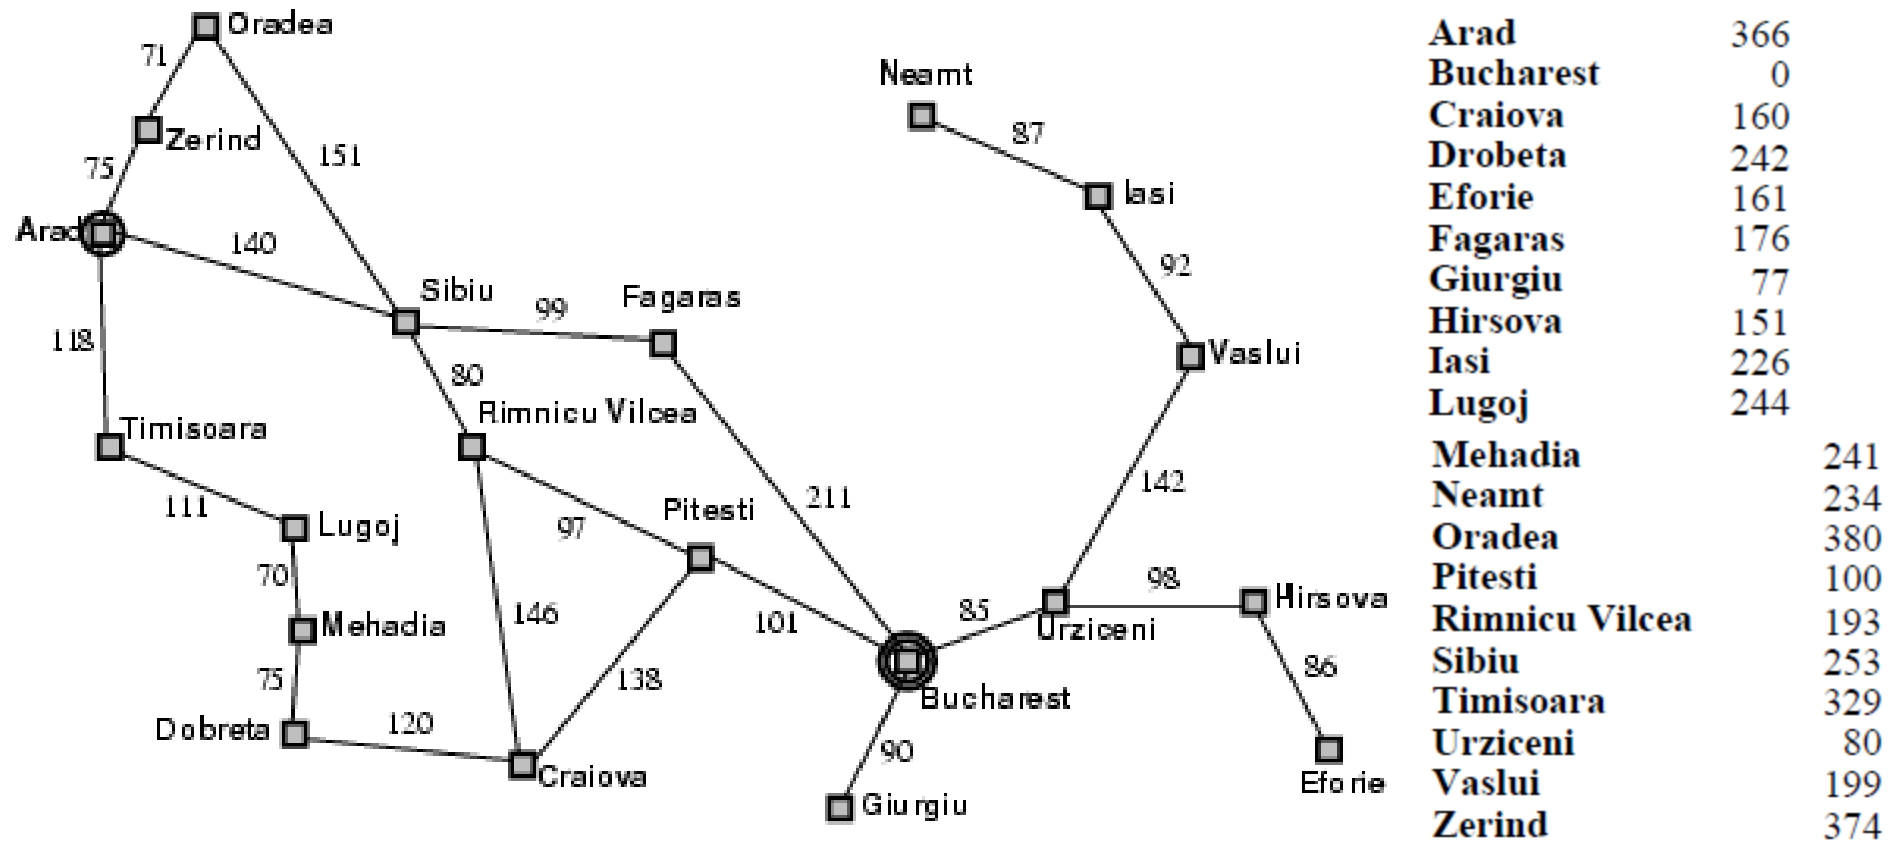 Oradea
71
Neamt
87
Zerind
151
75
Iasi
Arad
140
92
Sibiu
99
Fagaras
118
80
Vaslui
Rimnicu Vilcea
Timisoara
142
111
Lugoj
97
Pitesti
211
70
98
Hirsova
146
101
85
Urziceni
Mehadia
75
138
86
Bucharest
Dobreta
120
90
Craiova
Giurgiu
Eforie
Arad 366
Bucharest 0
Craiova 160
Drobeta 242
Eforie 161
Fagaras 176
Giurgiu 77
Hirsova 151
Iasi 226
Lugoj 244
Mehadia 241
Neamt 234
Oradea 380
Pitesti 100
Rimnicu Vilcea 193
Sibiu 253
Timisoara 329
Urziceni 80
Vaslui 199
Zerind 374